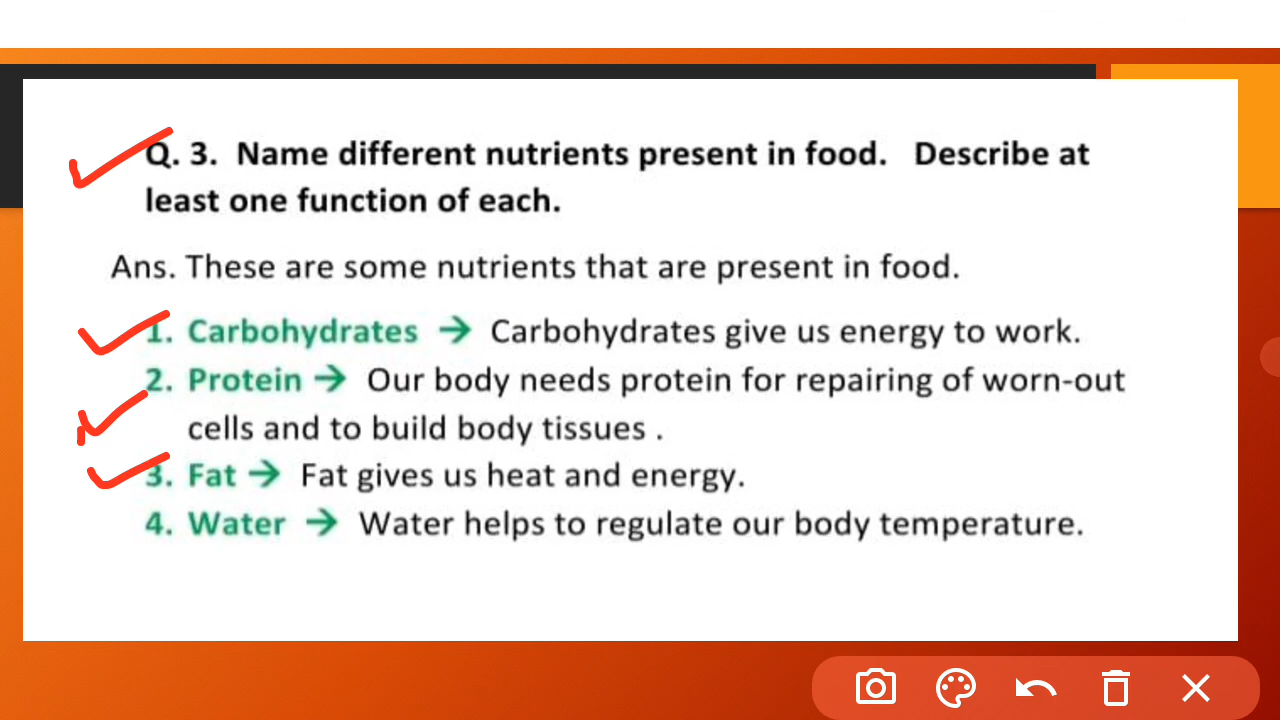 Q. 3. Name different nutrients present in food. Describe at
least one function of each.
Ans. These are some nutrients that are present in food.
1. Carbohydrates → Carbohydrates give us energy to work.
2. Protein → Our body needs protein for repairing of worn-out
cells and to build body tissues .
3. Fat → Fat gives us heat and energy.
4. Water → Water helps to regulate our body temperature.